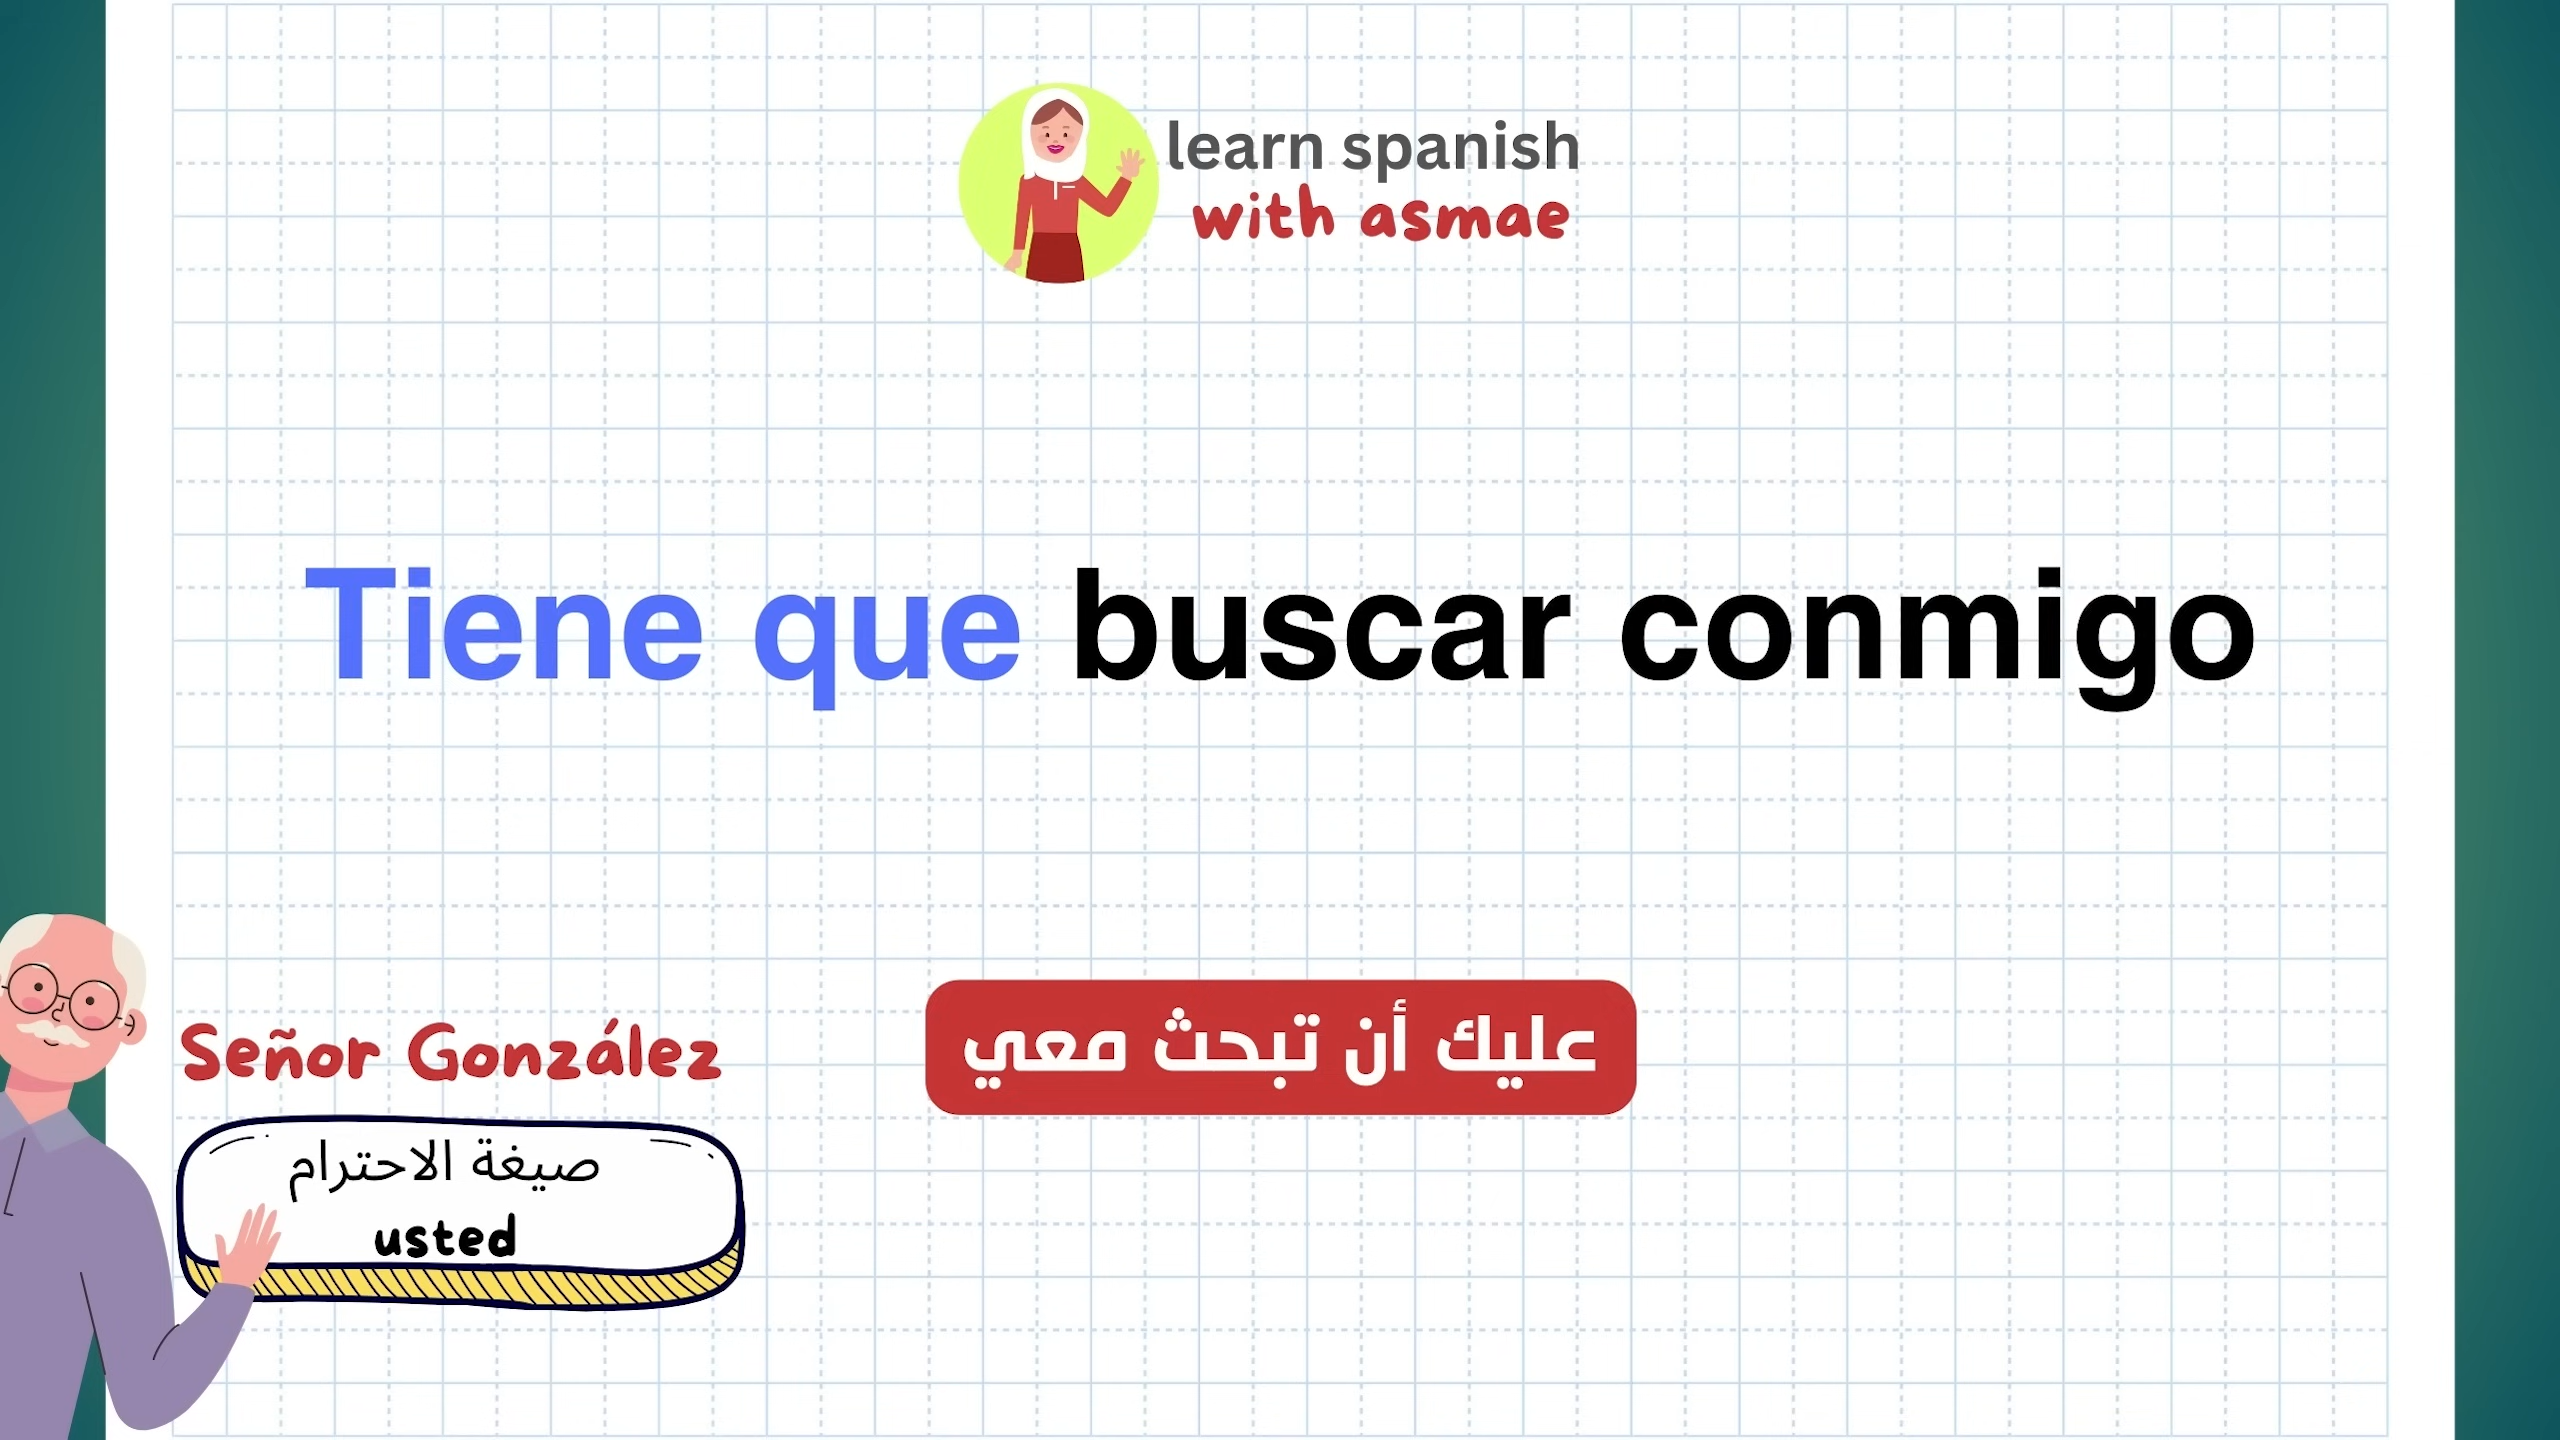 learn spanish
with asmae
Tiene que buscar conmigo
عليك أن تبحث معي
Señor González
صيغة الاحترام
usted